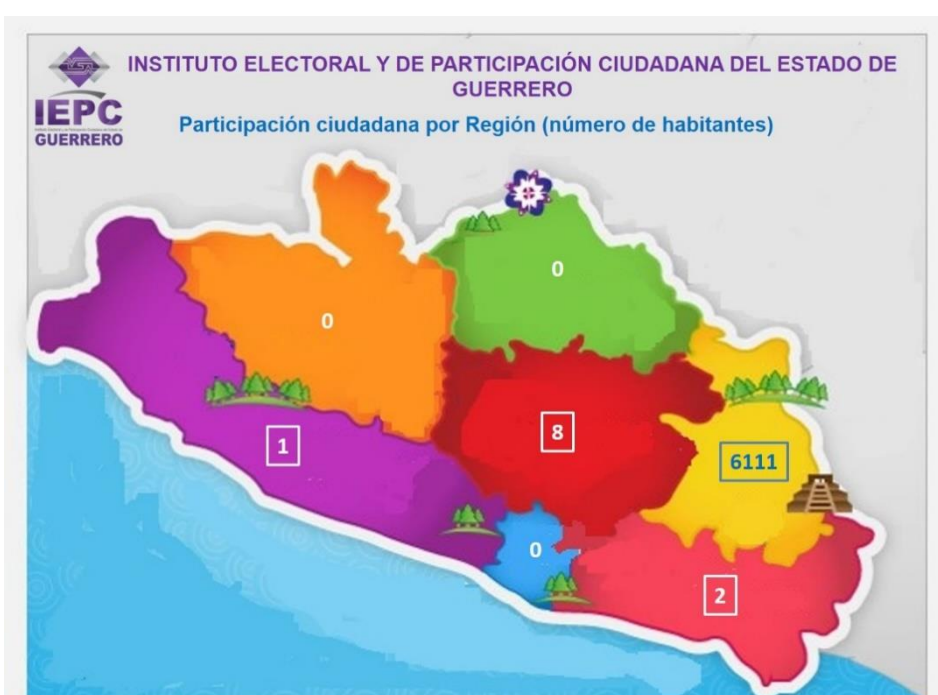 INSTITUTO ELECTORAL Y DE PARTICIPACIÓN CIUDADANA DEL ESTADO DE
GUERRERO
IEPC
GUERRERO
Participación ciudadana por Región (número de habitantes)
0
0
8
1
6111
0
2